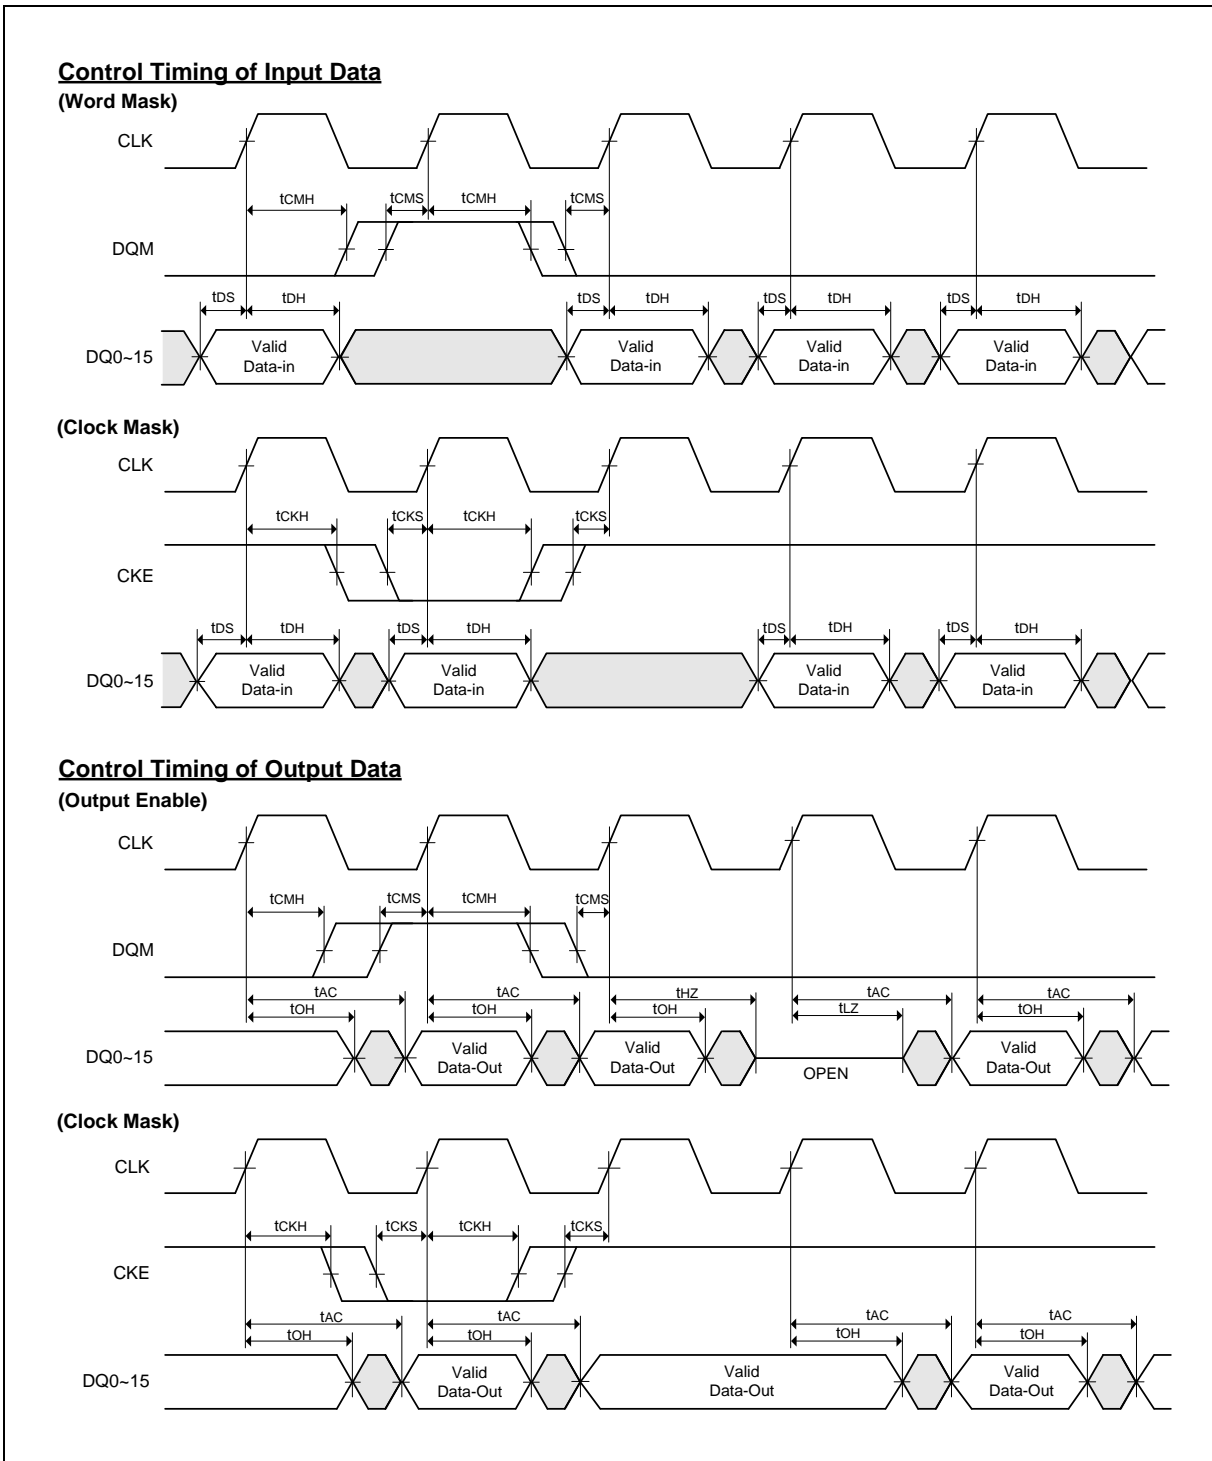 Control Timing of Input Data
(Word Mask)
CLK
tCMH tCMS tCMH tCMS
DQM
tDS tDH tDS tDH tDS tDH tDS tDH
DQ0~15
Valid Data-in
Valid Data-in
Valid Data-in
Valid Data-in
(Clock Mask)
CLK
tCKH tCKS tCKH tCKS
CKE
tDS tDH tDS tDH tDS tDH tDS tDH
DQ0~15
Valid Data-in
Valid Data-in
Valid Data-in
Valid Data-in
Control Timing of Output Data
(Output Enable)
CLK
tCMH tCMS tCMH tCMS
DQM
tAC tAC tHZ tAC tAC
tOH tOH tOH tLZ tOH
DQ0~15
Valid Data-Out
Valid Data-Out
OPEN
Valid Data-Out
(Clock Mask)
CLK
tCKH tCKS tCKH tCKS
CKE
tAC tAC tAC tAC
tOH tOH tOH tOH
DQ0~15
Valid Data-Out
Valid Data-Out
Valid Data-Out